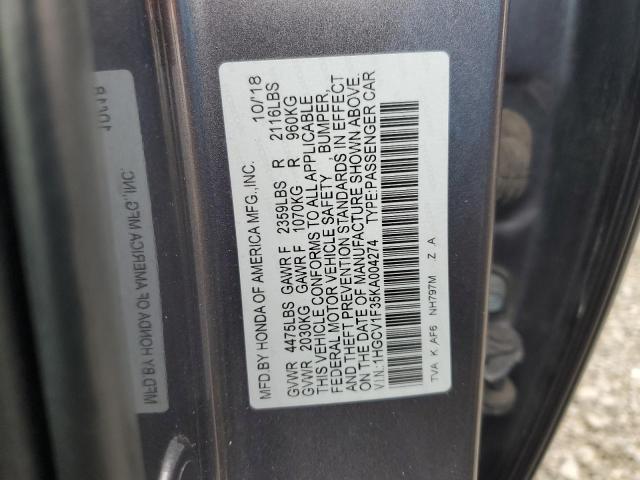 MFD.BY HONDA OF AMERICA MFG.,INC. 10/18
GVWR 4475LBS GAWR F 2359LBS R 2116LBS
GVWR 2030KG GAWR F 1070KG R 960KG
THIS VEHICLE CONFORMS TO ALL APPLICABLE
FEDERAL MOTOR VEHICLE SAFETY , BUMPER,
AND THEFT PREVENTION STANDARDS IN EFFECT
ON THE DATE OF MANUFACTURE SHOWN ABOVE.
V I N: 1HGCV1F35KA004274 TYPE:PASSENGER CAR
TVA K AF6 NH797M Z A
MFD.BY HONDA OF AMERICA MFG.,INC 10/18